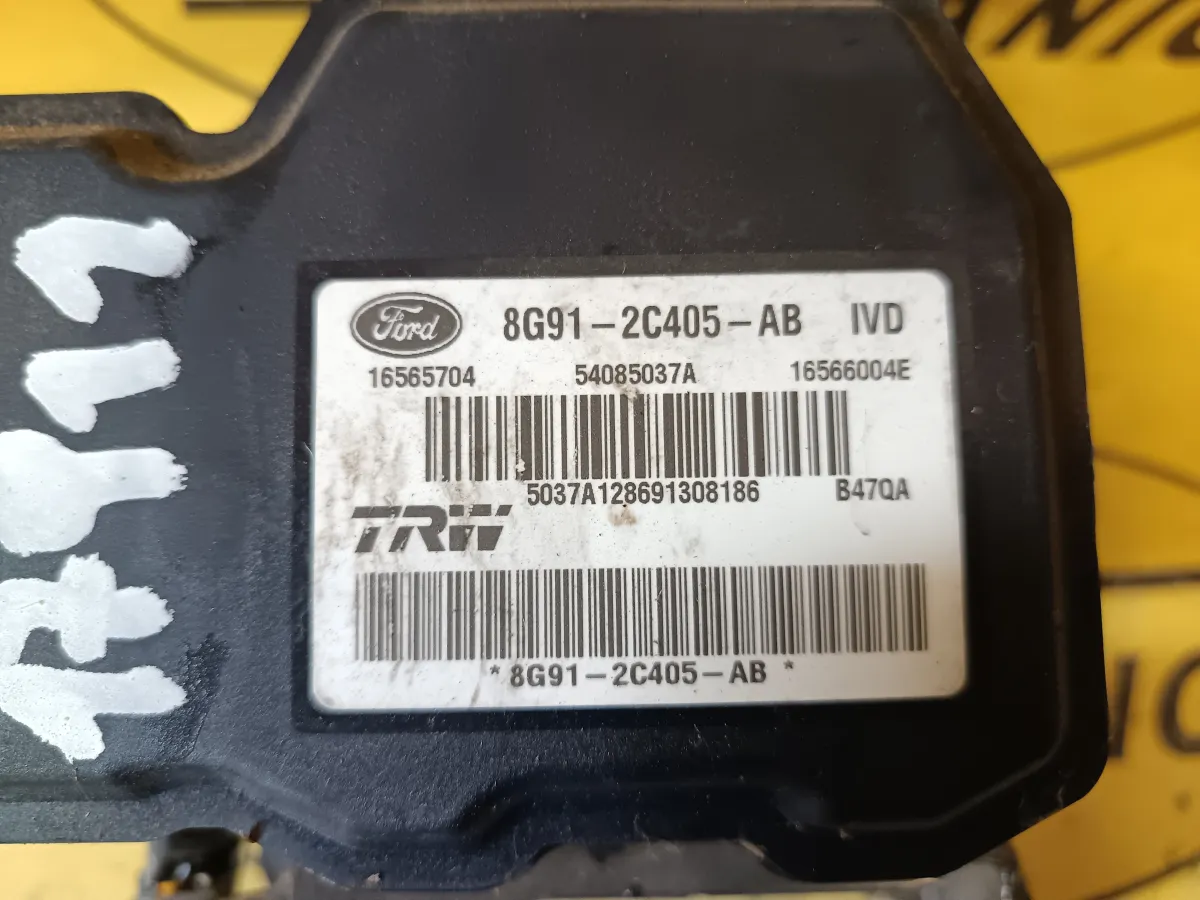 Ford 8G91-2C405-AB IVD
16565704 54085037A 16566004E
5037A128691308186 B47QA
TRW
*8G91-2C405-AB*